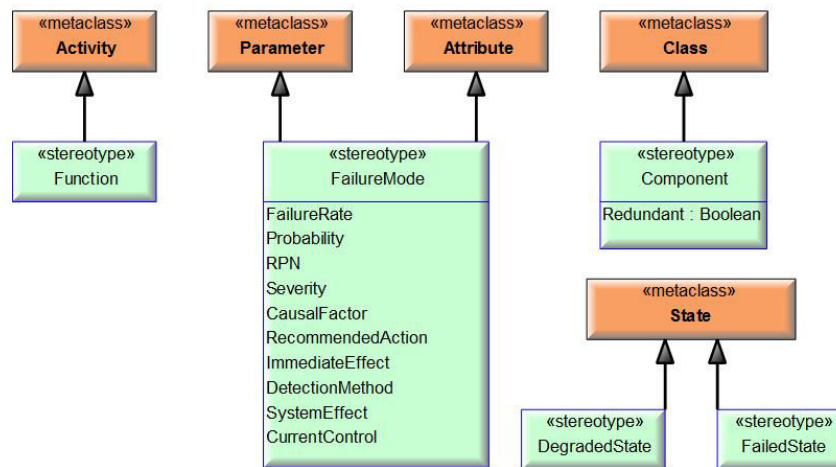 «metaclass»
Activity
«metaclass»
Parameter
«metaclass»
Attribute
«metaclass»
Class
«stereotype»
Function
«stereotype»
FailureMode
FailureRate
Probability
RPN
Severity
CausalFactor
RecommendedAction
ImmediateEffect
DetectionMethod
SystemEffect
CurrentControl
«stereotype»
Component
Redundant : Boolean
«metaclass»
State
«stereotype»
DegradedState
«stereotype»
FailedState